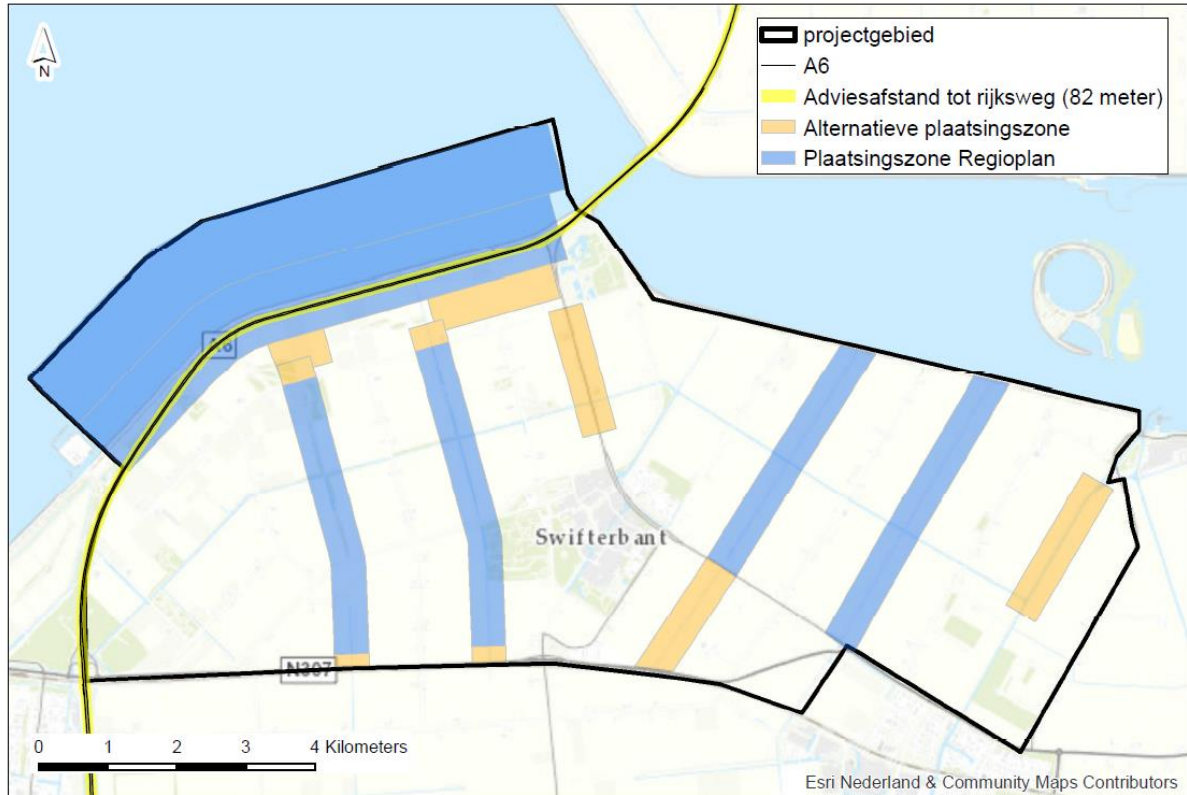 N
projectgebied
A6
Adviesafstand tot rijksweg (82 meter)
Alternatieve plaatsingszone
Plaatsingszone Regioplan
A6
Swifterbant
N307
0 1 2 3 4 Kilometers
Esri Nederland & Community Maps Contributors